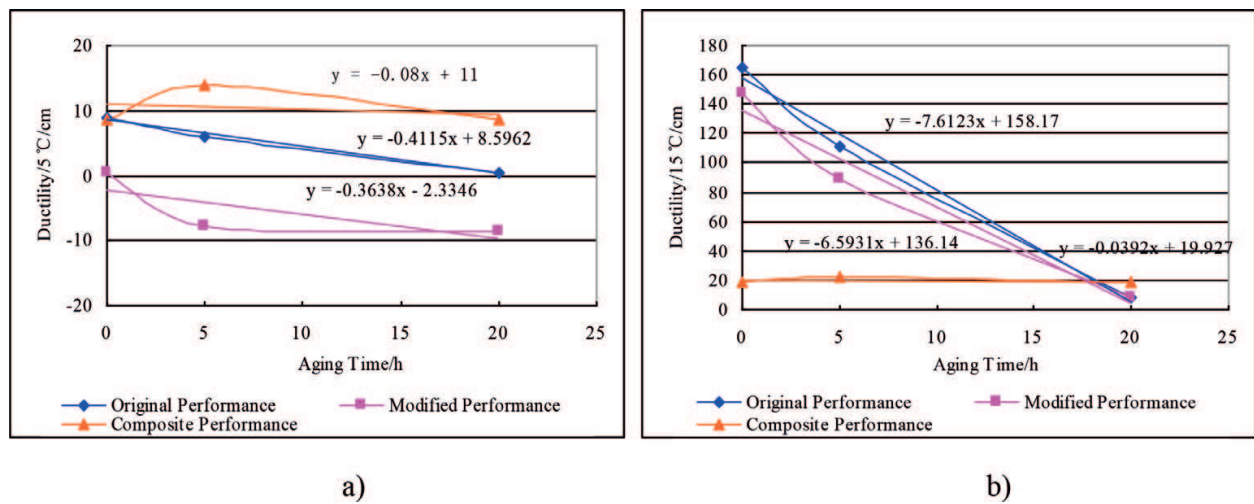 20
10
0
-10
-20
Ductility/5 ℃/cm
y = −0.08x + 11
y = -0.4115x + 8.5962
y = -0.3638x - 2.3346
0 5 10 15 20 25
Aging Time/h
Original Performance
Modified Performance
Composite Performance
a)
180
160
140
120
100
80
60
40
20
0
Ductility/15 ℃/cm
y = -7.6123x + 158.17
y = -6.5931x + 136.14
y = -0.0392x + 19.927
0 5 10 15 20 25
Aging Time/h
Original Performance
Modified Performance
Composite Performance
b)